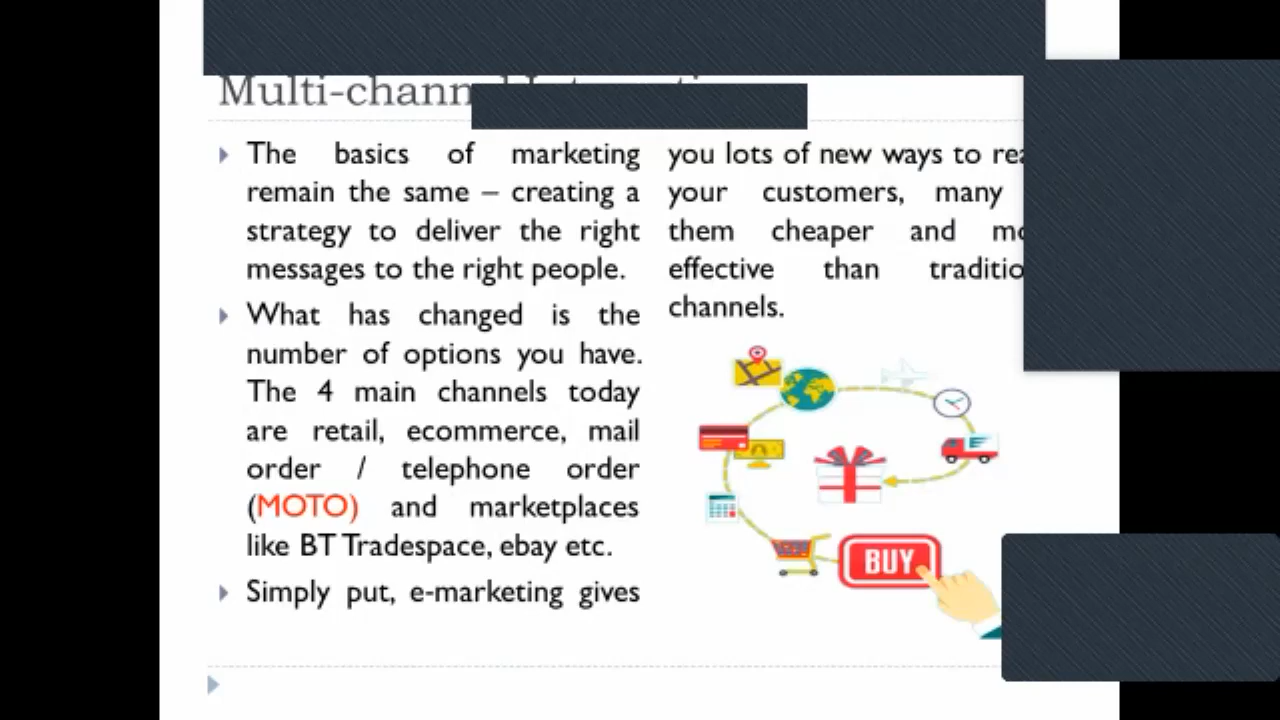 Multi-chann
The basics of marketing
remain the same – creating a
strategy to deliver the right
messages to the right people.
What has changed is the
number of options you have.
The 4 main channels today
are retail, ecommerce, mail
order / telephone order
(MOTO) and marketplaces
like BT Tradespace, ebay etc.
Simply put, e-marketing gives
you lots of new ways to
your customers, many
them cheaper and
effective than
channels.
BUY